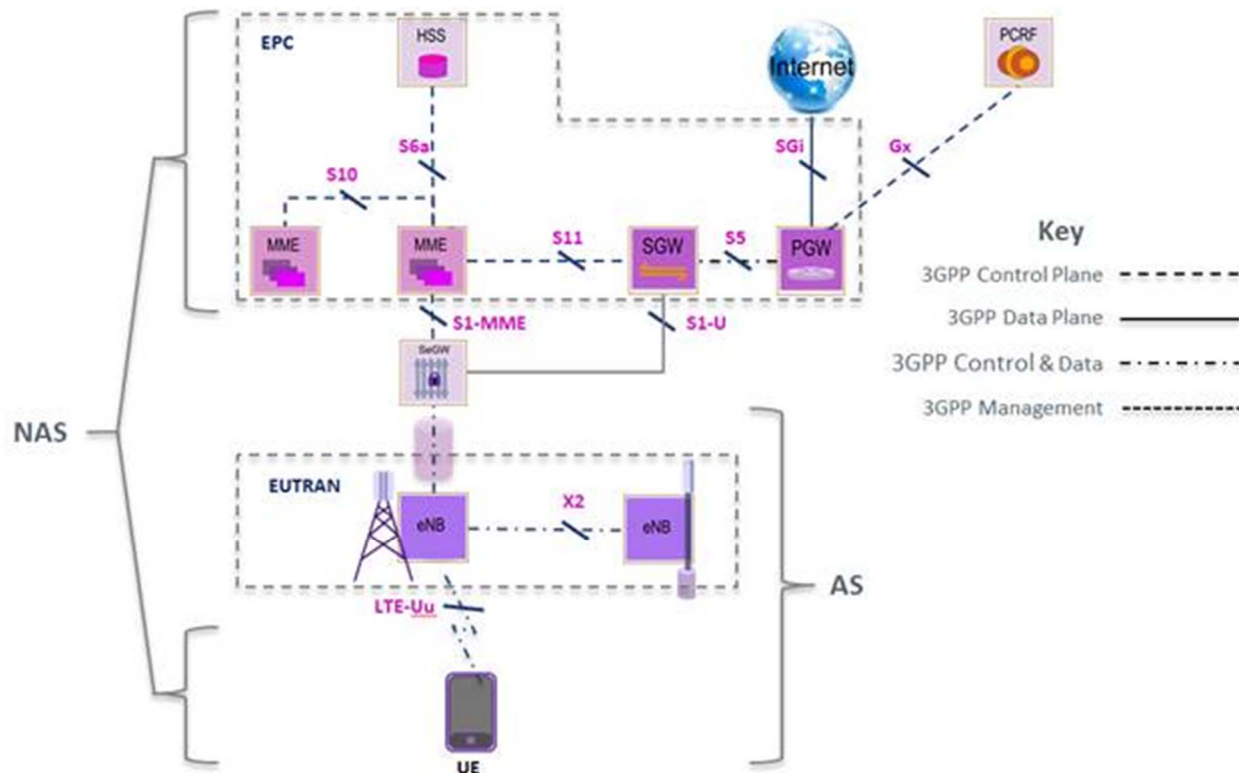 HSS
EPC
Internet
PCRF
S6a
SGi
Gx
S10
MME
MME
S11
SGW
S5
PGW
Key
3GPP Control Plane
3GPP Data Plane
3GPP Control & Data
3GPP Management
S1-MME
S1-U
SeGW
NAS
EUTRAN
eNB
X2
eNB
AS
LTE-Uu
UE